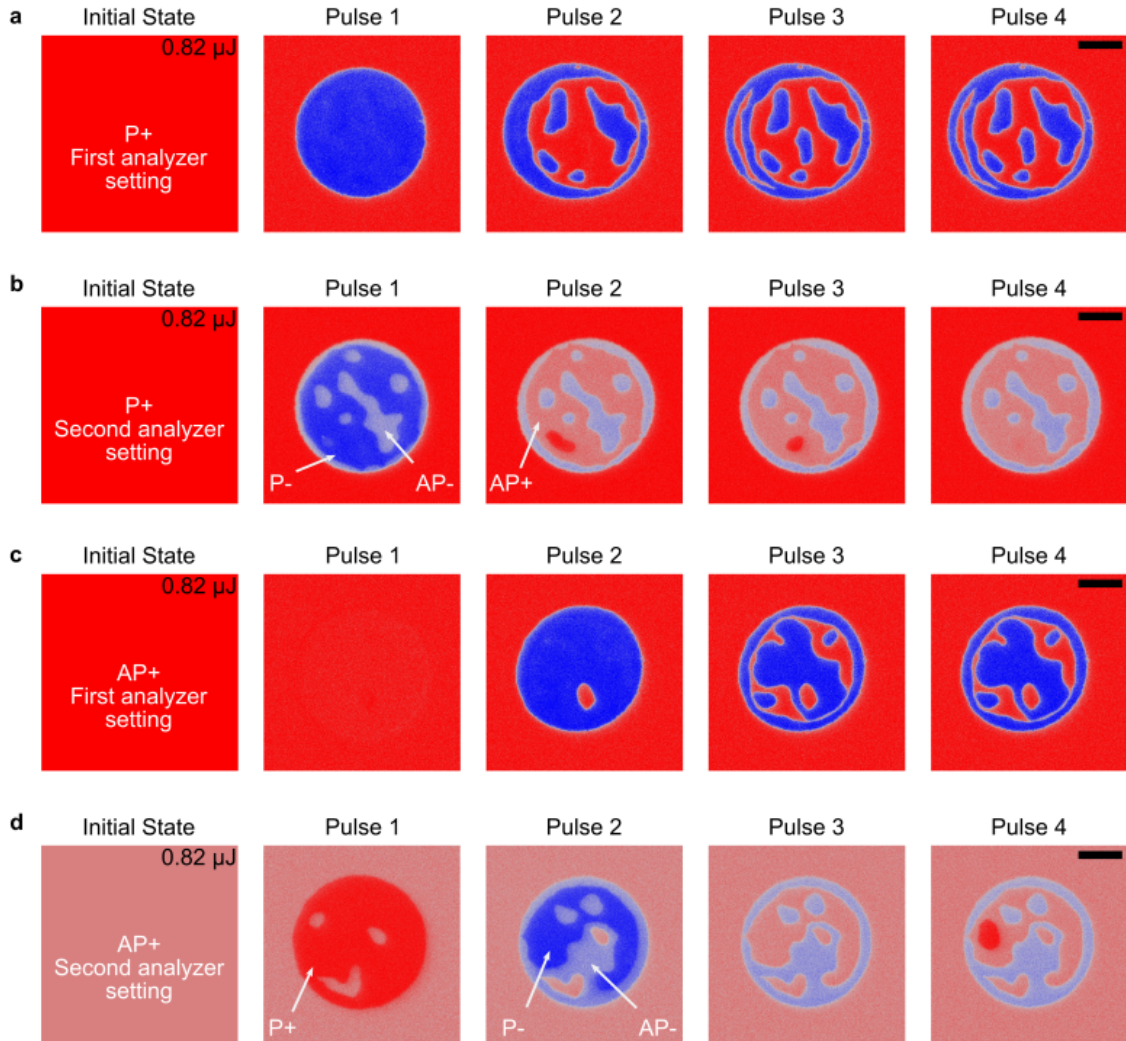 a
Initial State
Pulse 1
Pulse 2
Pulse 3
Pulse 4
0.82 µJ
P+
First analyzer
setting
b
Initial State
Pulse 1
Pulse 2
Pulse 3
Pulse 4
0.82 µJ
P+
Second analyzer
setting
P-
AP-
AP+
c
Initial State
Pulse 1
Pulse 2
Pulse 3
Pulse 4
0.82 µJ
AP+
First analyzer
setting
d
Initial State
Pulse 1
Pulse 2
Pulse 3
Pulse 4
0.82 µJ
AP+
Second analyzer
setting
P+
P-
AP-